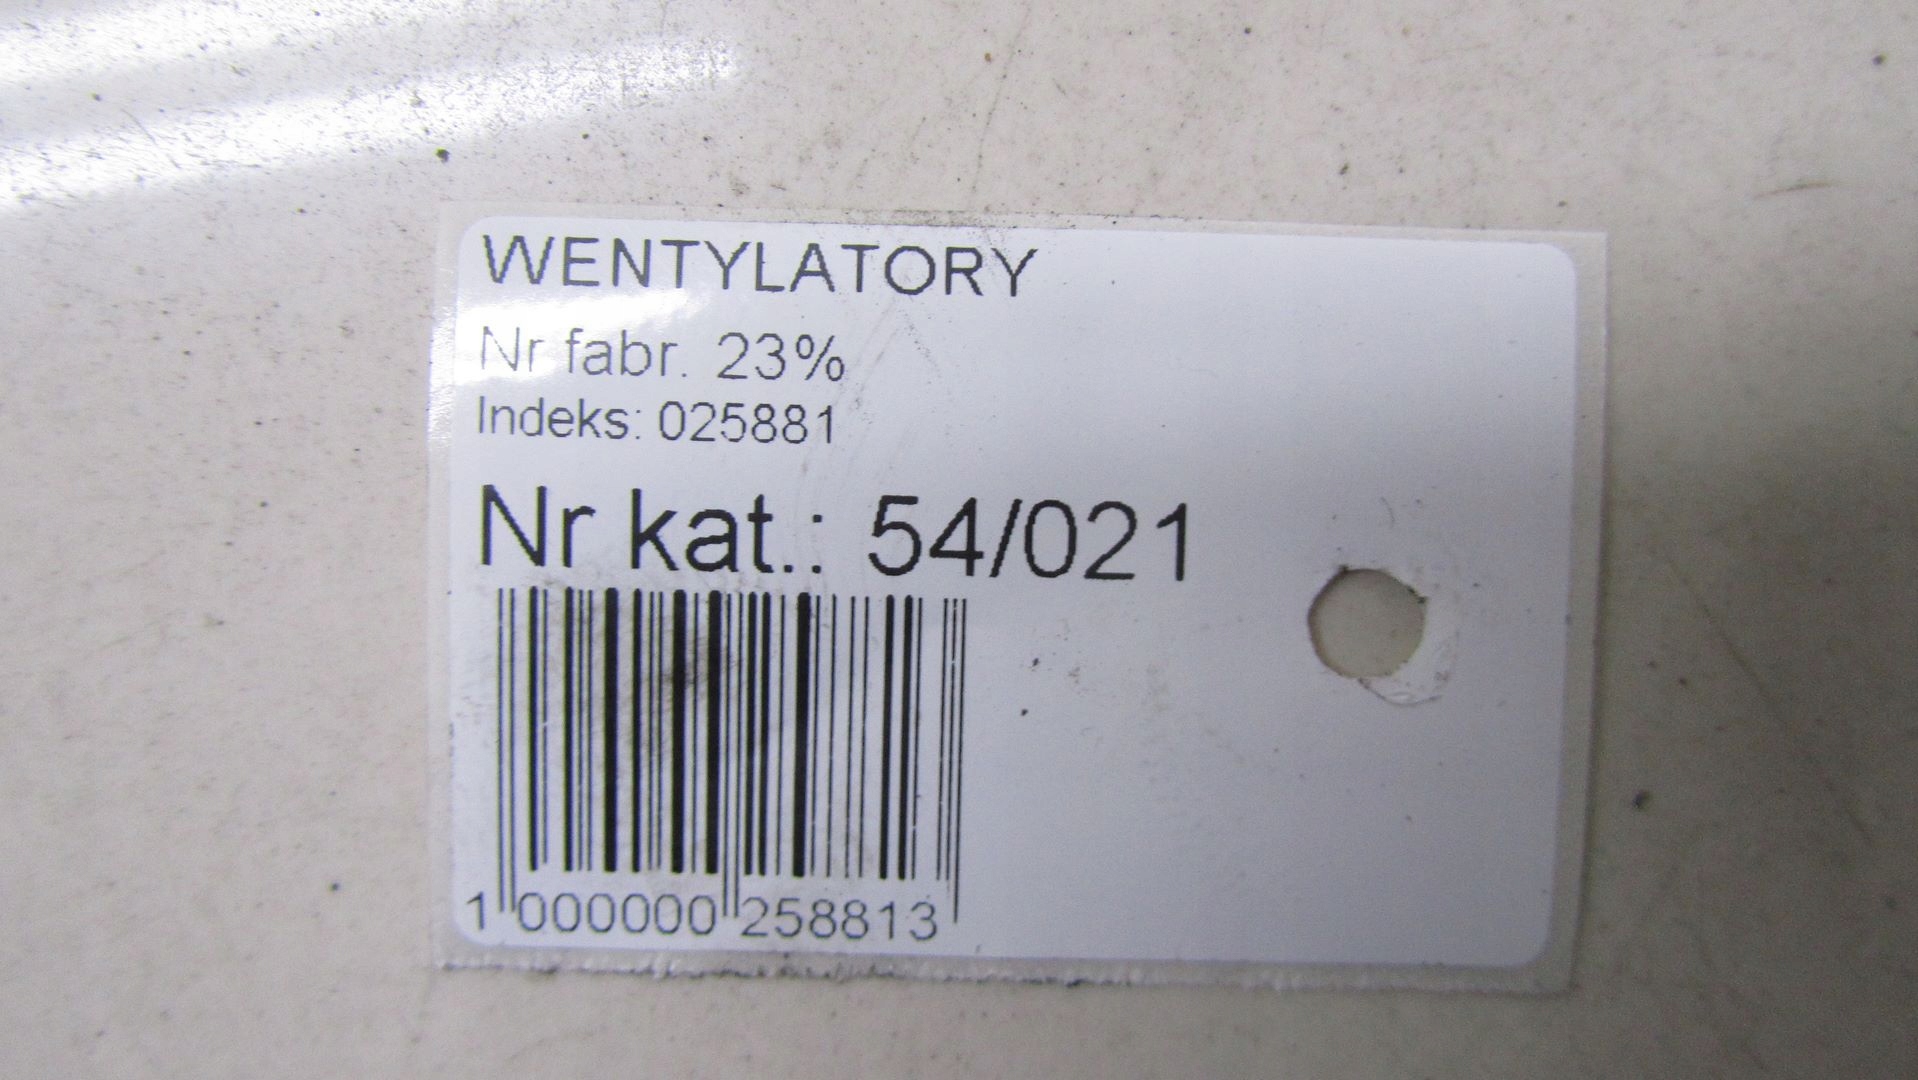 WENTYLATORY
Nr fabr. 23%
Indeks: 025881
Nr kat.: 54/021
1 000000 258813